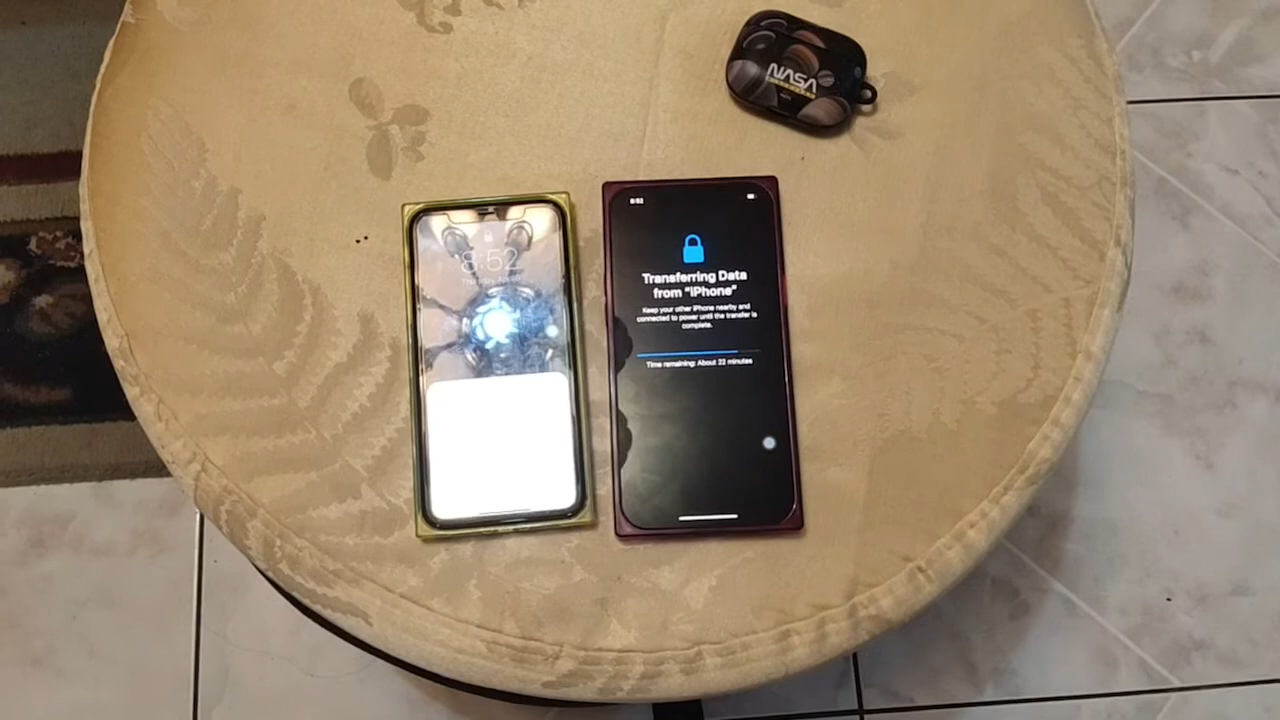 NASA
8:52
8:52
Transferring Data
from "iPhone"
Keep your other iPhone nearby and
connected to power until the transfer is
complete.
Time remaining: About 22 minutes